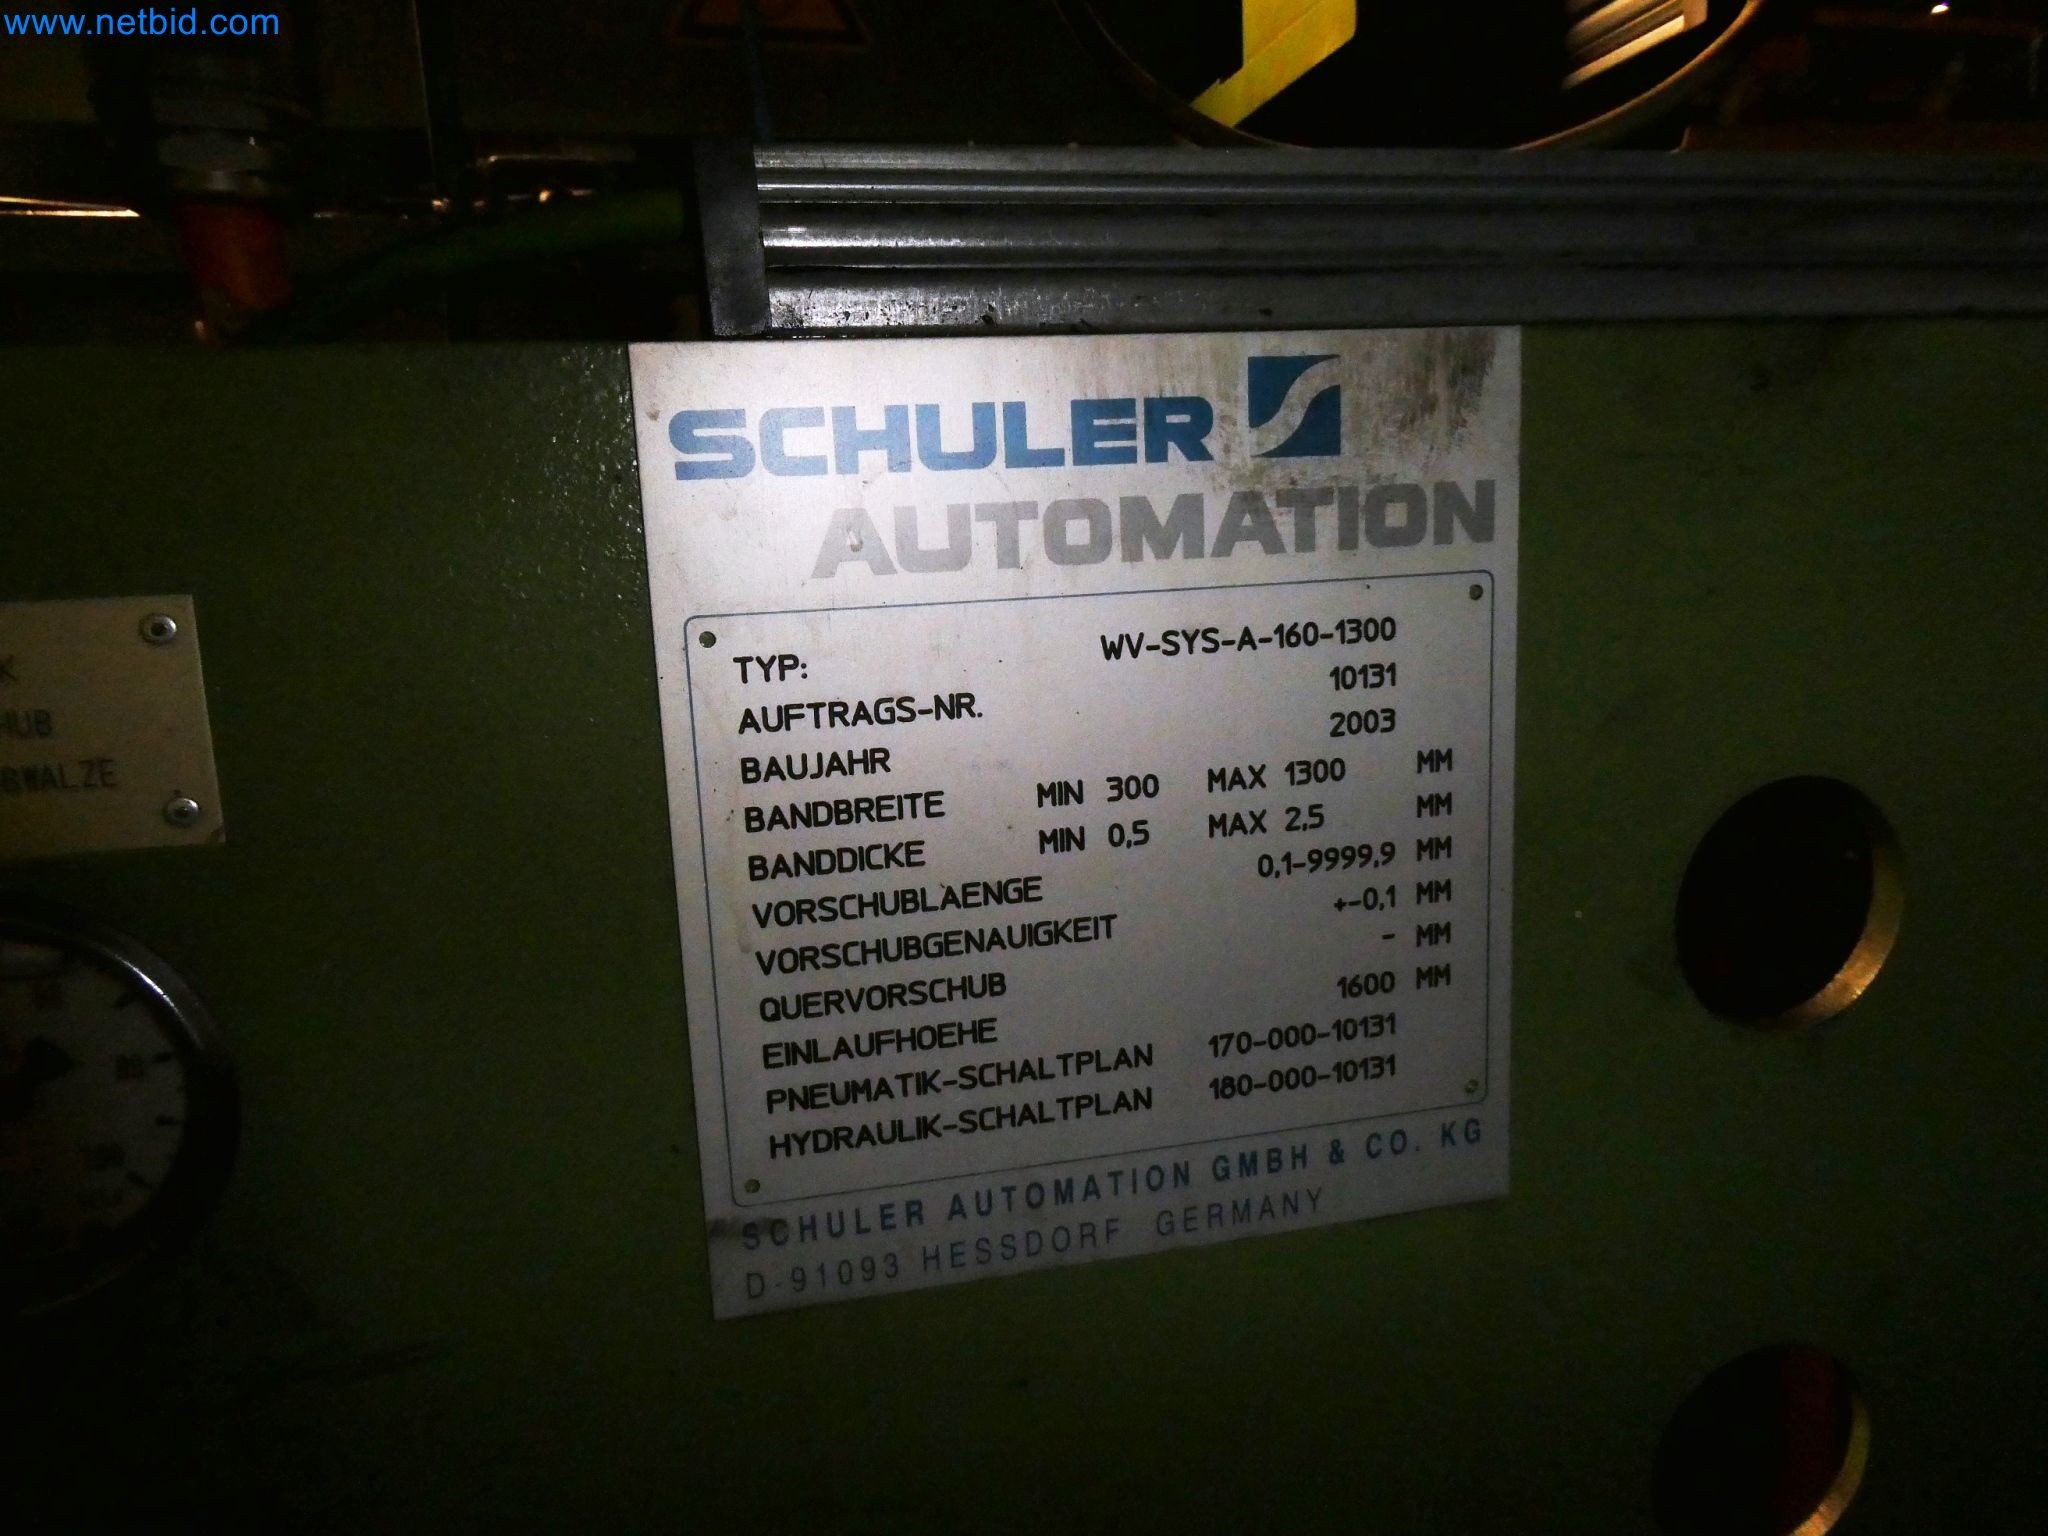 www.netbid.com
SCHULER
AUTOMATION
TYP: WV-SYS-A-160-1300
AUFTRAGS-NR. 10131
BAUJAHR 2003
BANDBREITE MIN 300 MAX 1300 MM
BANDDICKE MIN 0,5 MAX 2,5 MM
VORSCHUBLAENGE 0,1-9999,9 MM
VORSCHUBGENAUIGKEIT +-0,1 MM
QUERVORSCHUB - MM
EINLAUFHOEHE 1600 MM
PNEUMATIK-SCHALTPLAN 170-000-10131
HYDRAULIK-SCHALTPLAN 180-000-10131
SCHULER AUTOMATION GMBH & CO. KG
D-91093 HESSDORF GERMANY